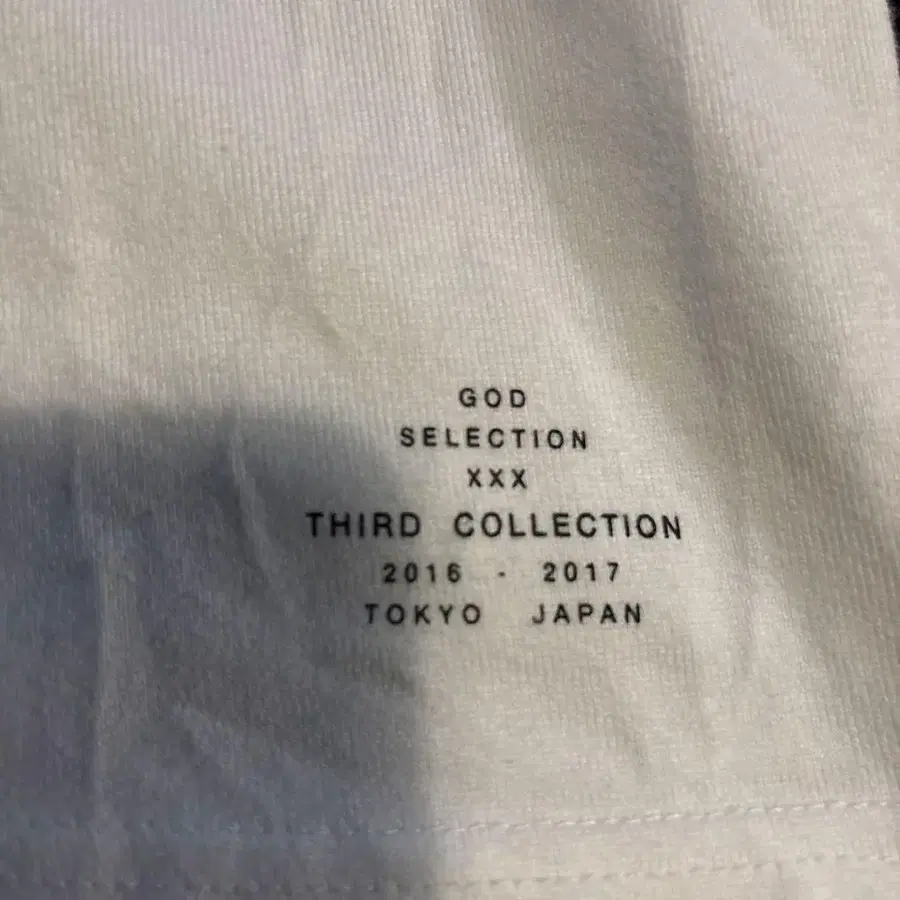 GOD
SELECTION
XXX
THIRD COLLECTION
2016 - 2017
TOKYO JAPAN